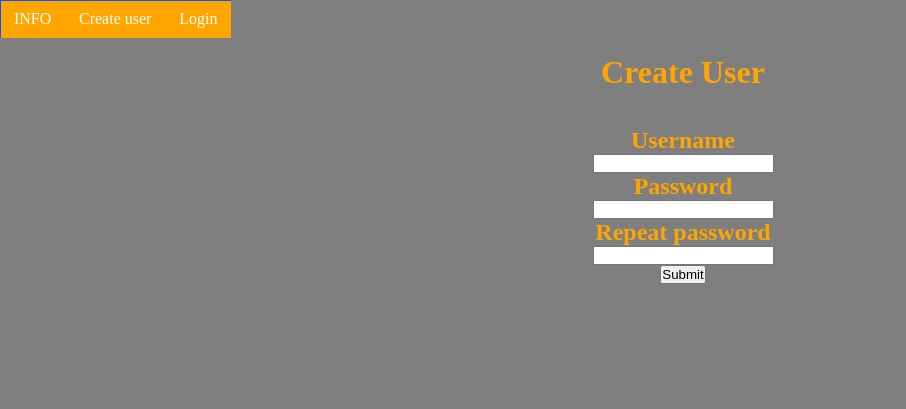 INFO Create user Login
Create User
Username
Password
Repeat password
Submit